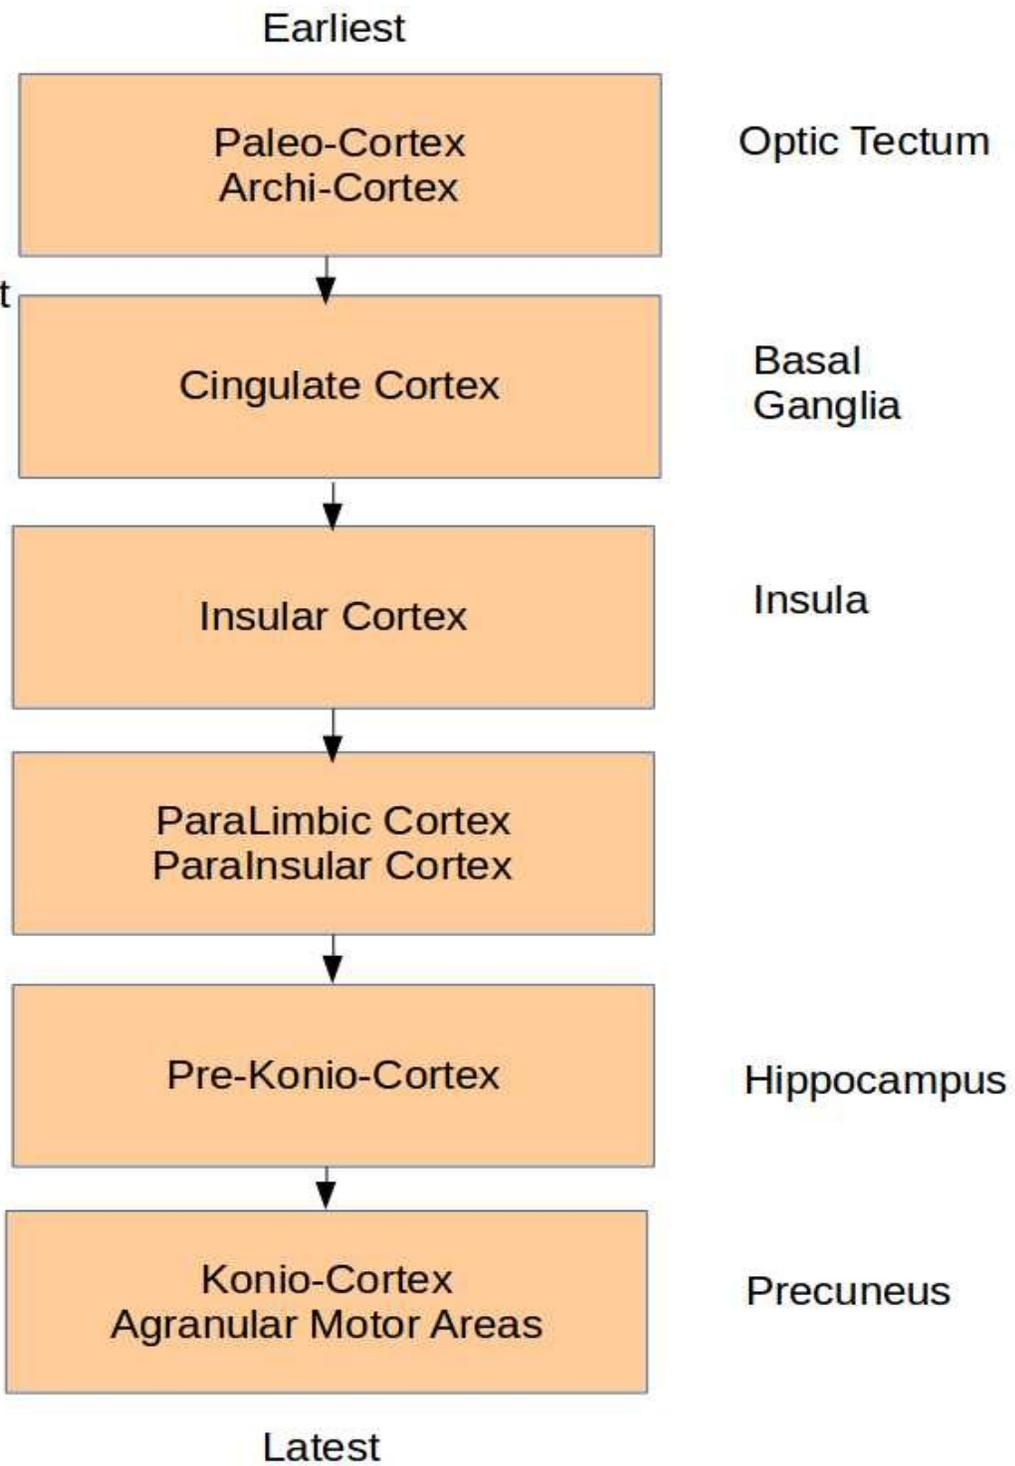 Earliest
Paleo-Cortex
Archi-Cortex
Optic Tectum
t
Cingulate Cortex
Basal
Ganglia
Insular Cortex
Insula
ParaLimbic Cortex
ParaInsular Cortex
Pre-Konio-Cortex
Hippocampus
Konio-Cortex
Agranular Motor Areas
Precuneus
Latest